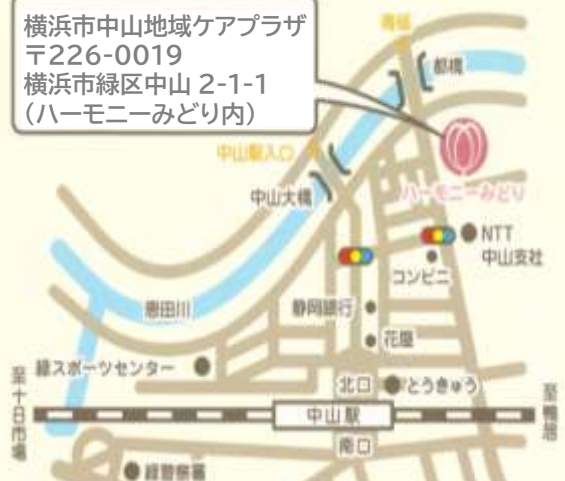 横浜市中山地域ケアプラザ
〒226-0019
横浜市緑区中山 2-1-1
（ハーモニーみどり内）
都橋
中山駅入口
中山大橋
ハーモニーみどり
NTT
中山支社
コンビニ
恩田川
静岡銀行
花屋
緑スポーツセンター
北口
とうきゅう
至十日市場
中山駅
至鴨居
南口
緑警察署